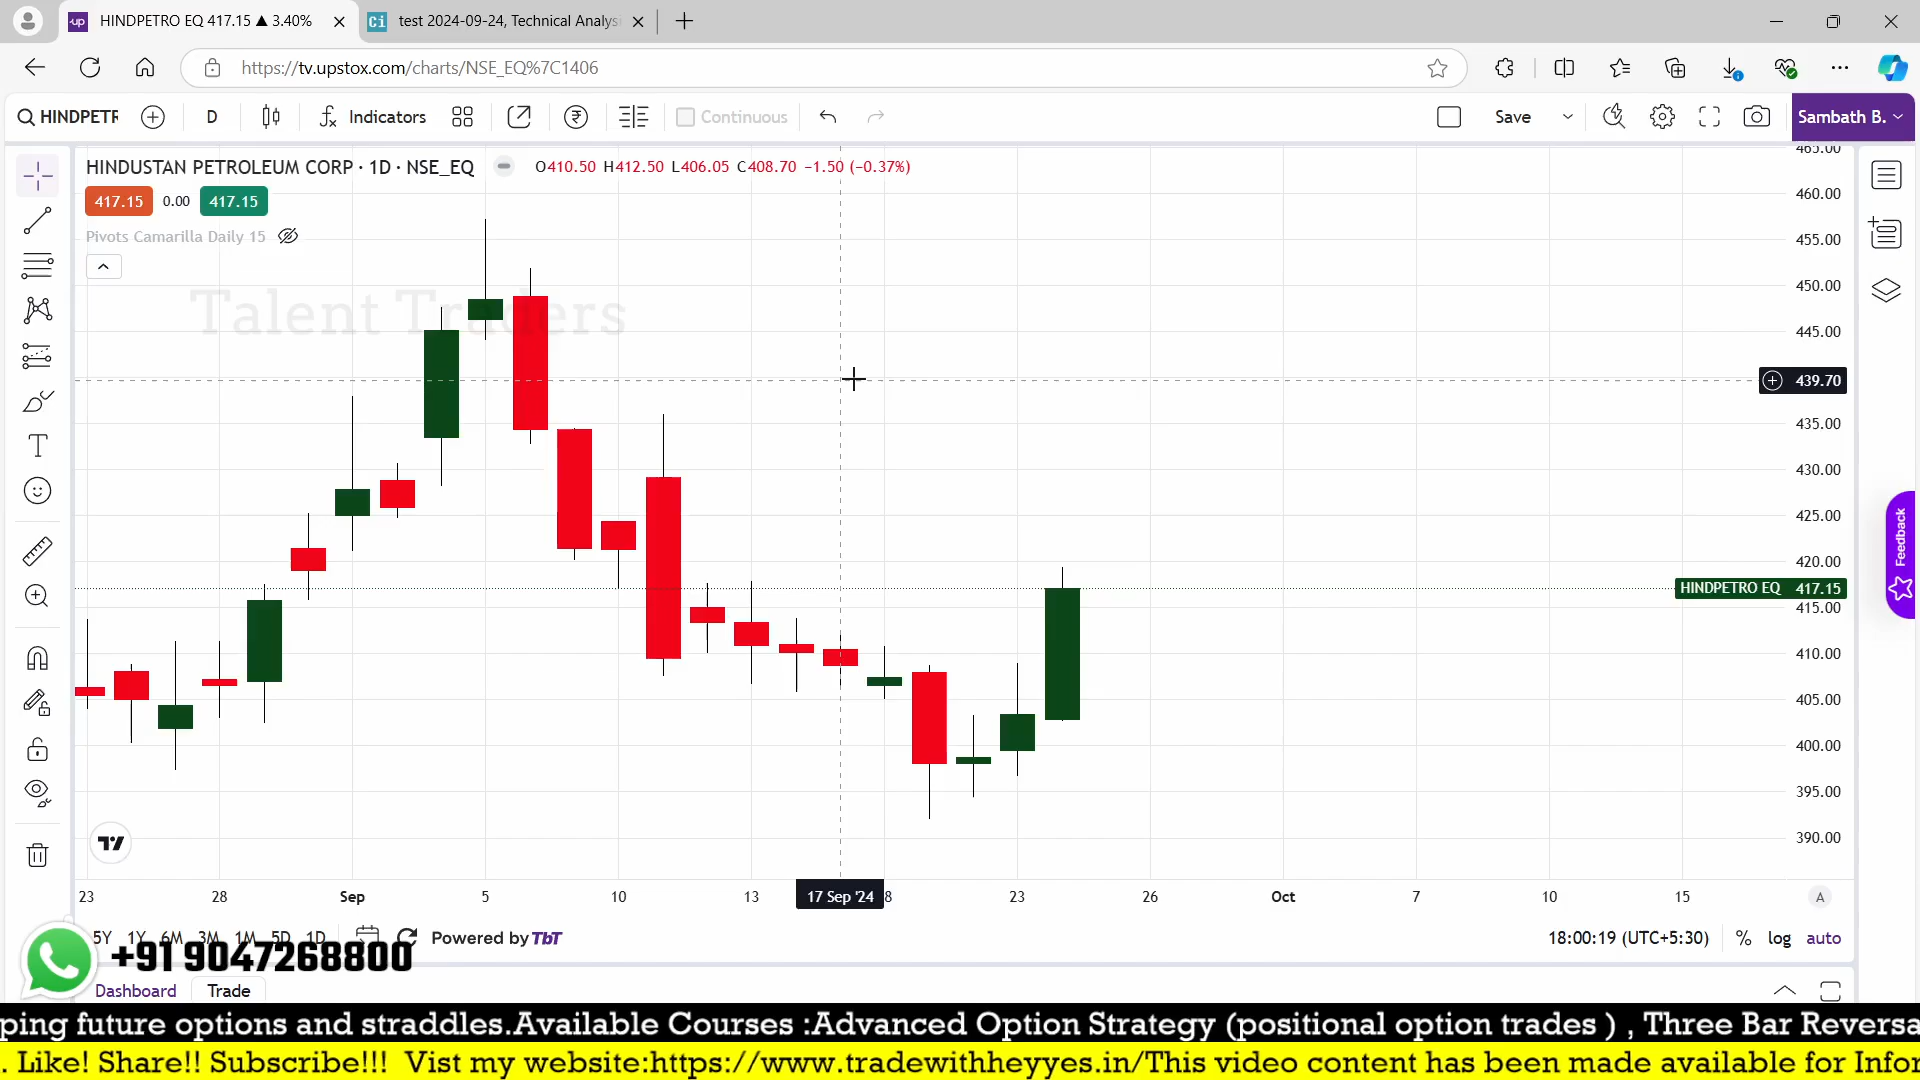 HINDPETRO EQ 417.15 ▲ 3.40%
Ci test 2024-09-24, Technical Analys
https://tv.upstox.com/charts/NSE_EQ%7C1406
HINDPETR D Indicators Continuous Save Sambath B.
HINDUSTAN PETROLEUM CORP · 1D · NSE_EQ O410.50 H412.50 L406.05 C408.70 −1.50 (−0.37%)
417.15 0.00 417.15
Pivots Camarilla Daily 15
Talent Traders
465.00
460.00
455.00
450.00
445.00
439.70
435.00
430.00
425.00
420.00
HINDPETRO EQ 417.15
415.00
410.00
405.00
400.00
395.00
390.00
Feedback
23 28 Sep 5 10 13 17 Sep '24 8 23 26 Oct 7 10 15 A
5Y 1Y 6M 3M 1M 5D 1D Powered by TbT 18:00:19 (UTC+5:30) % log auto
+91 9047268800
Dashboard Trade
ping future options and straddles.Available Courses :Advanced Option Strategy (positional option trades ) , Three Bar Reversa
. Like! Share!! Subscribe!!! Vist my website:https://www.tradewithheyyes.in/This video content has been made available for Infor